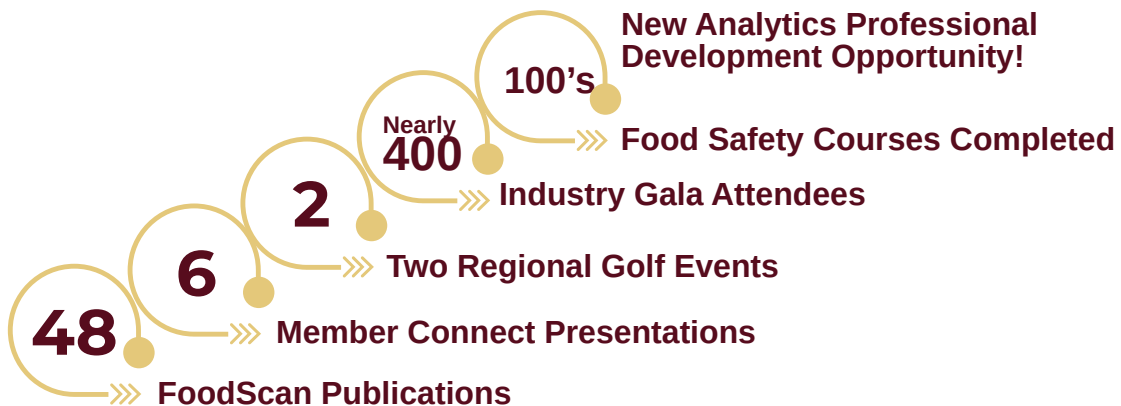 New Analytics Professional
Development Opportunity!
100’s
Food Safety Courses Completed
Nearly
400
Industry Gala Attendees
2
Two Regional Golf Events
6
Member Connect Presentations
48
FoodScan Publications